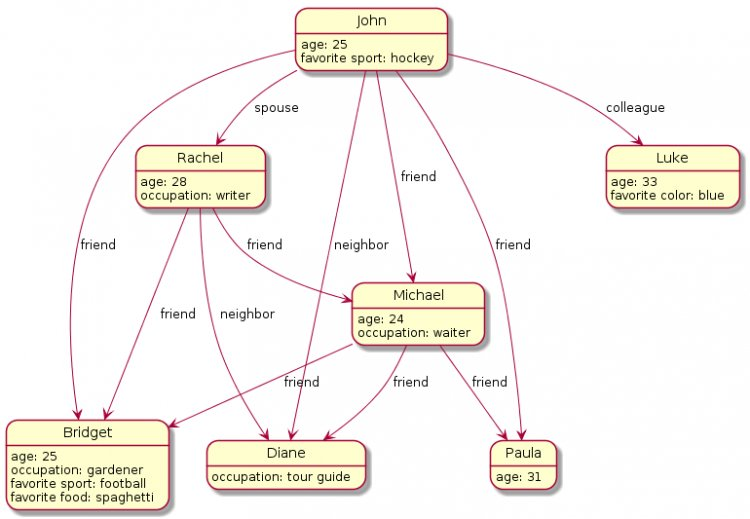 John
age: 25
favorite sport: hockey
spouse
colleague
Rachel
age: 28
occupation: writer
Luke
age: 33
favorite color: blue
friend
friend
friend
neighbor
friend
Michael
age: 24
occupation: waiter
friend
neighbor
friend
friend
friend
Bridget
age: 25
occupation: gardener
favorite sport: football
favorite food: spaghetti
Diane
occupation: tour guide
Paula
age: 31